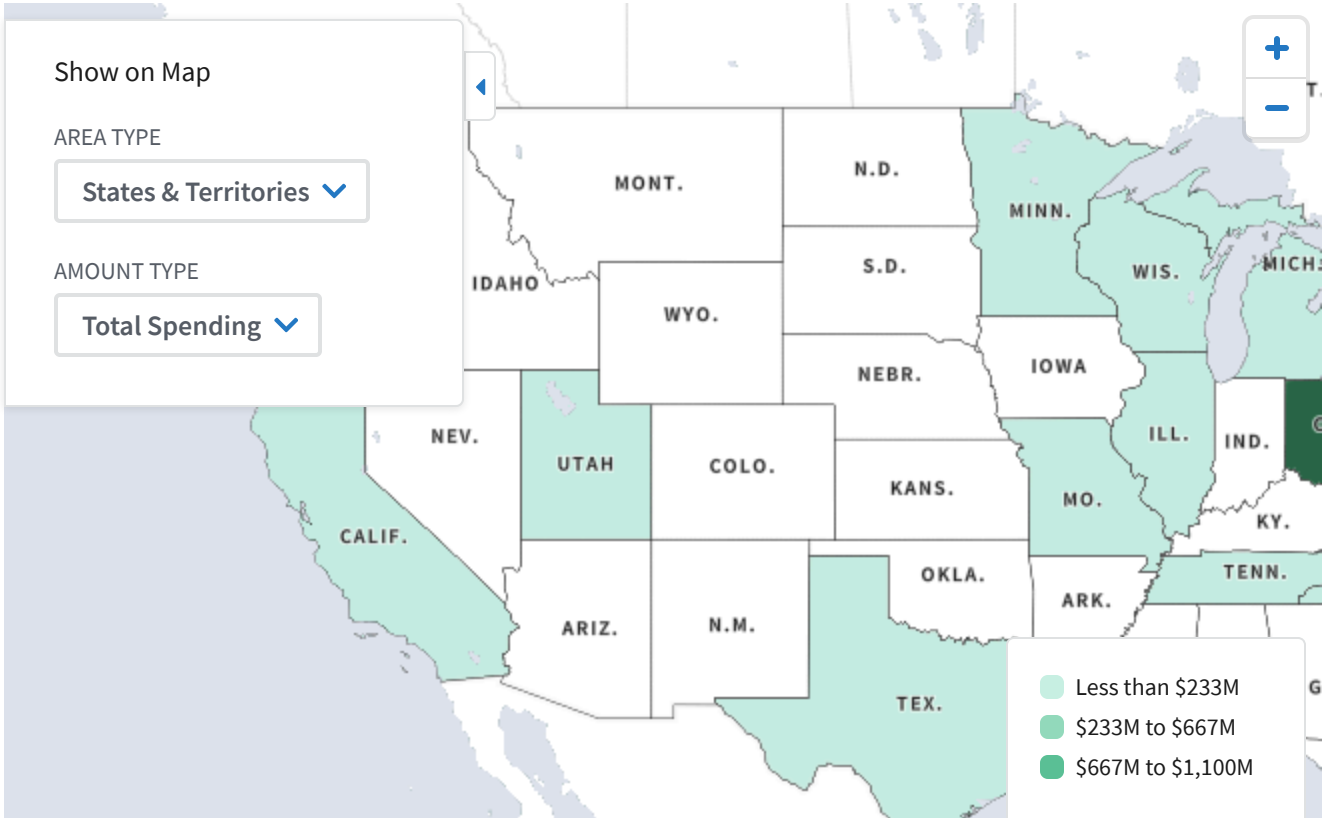 Show on Map
AREA TYPE
States & Territories
AMOUNT TYPE
Total Spending
+
−
T.
MONT.
N.D.
MINN.
IDAHO
S.D.
WIS.
MICH.
WYO.
NEBR.
IOWA
NEV.
UTAH
COLO.
KANS.
MO.
ILL.
IND.
KY.
CALIF.
TENN.
ARIZ.
N.M.
OKLA.
ARK.
TEX.
G
Less than $233M
$233M to $667M
$667M to $1,100M